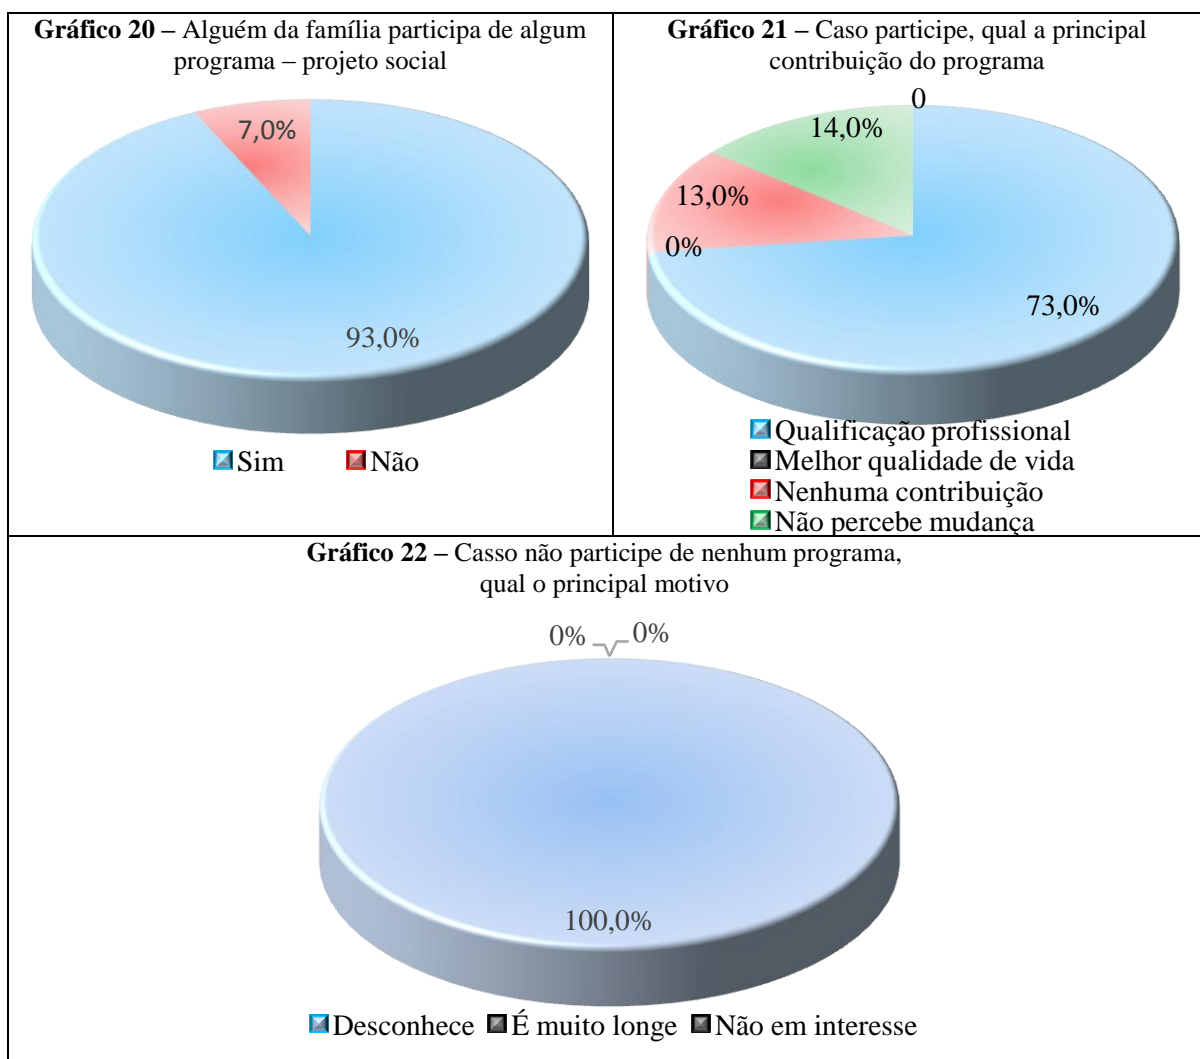 Gráfico 20 – Alguém da família participa de algum
programa – projeto social
7,0%
93,0%
Sim Não
Gráfico 21 – Caso participe, qual a principal
contribuição do programa
0
14,0%
13,0%
0%
73,0%
Qualificação profissional
Melhor qualidade de vida
Nenhuma contribuição
Não percebe mudança
Gráfico 22 – Casso não participe de nenhum programa,
qual o principal motivo
0% 0%
100,0%
Desconhece É muito longe Não em interesse